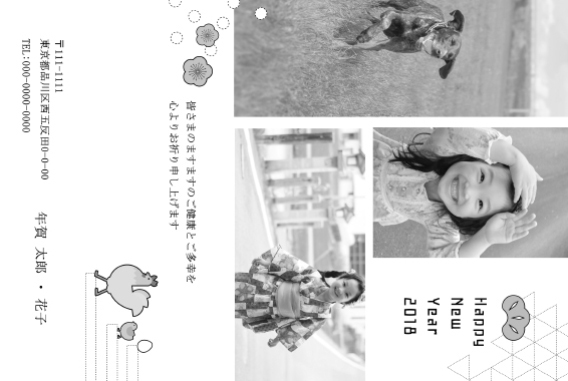 Happy
New
Year
2018
皆さまのますますのご健康とご多幸を
心よりお祈り申し上げます
〒111-1111
東京都品川区西五反田0-0-00
TEL:000-0000-0000
年賀 太郎 ・ 花子